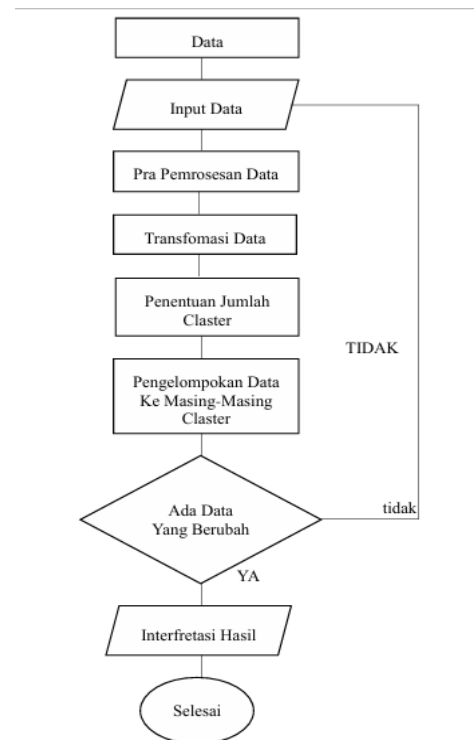 Data
Input Data
Pra Pemrosesan Data
Transfomasi Data
Penentuan Jumlah
Claster
TIDAK
Pengelompokan Data
Ke Masing-Masing
Claster
Ada Data
Yang Berubah
tidak
YA
Interfretasi Hasil
Selesai